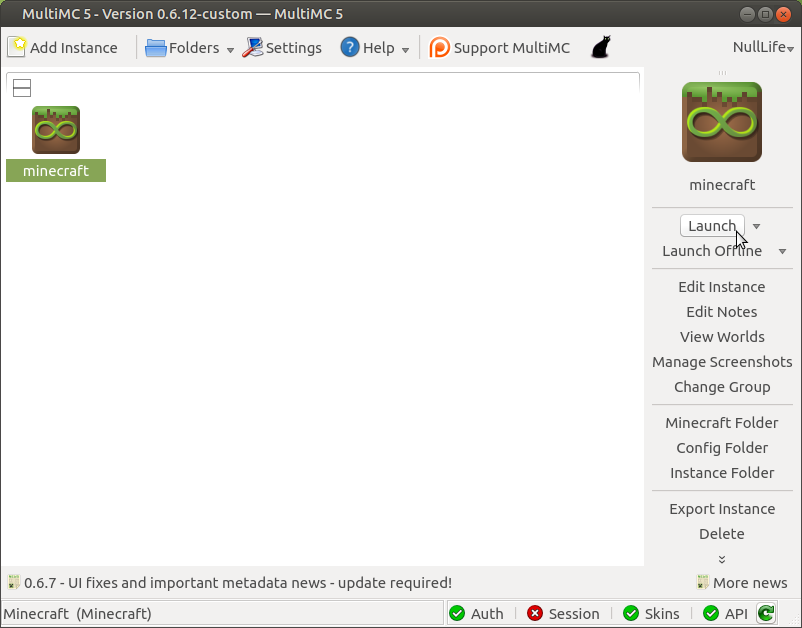 MultiMC 5 - Version 0.6.12-custom — MultiMC 5
Add Instance Folders Settings Help Support MultiMC NullLife
minecraft
minecraft
Launch
Launch Offline
Edit Instance
Edit Notes
View Worlds
Manage Screenshots
Change Group
Minecraft Folder
Config Folder
Instance Folder
Export Instance
Delete
0.6.7 - UI fixes and important metadata news - update required! More news
Minecraft (Minecraft) Auth Session Skins API